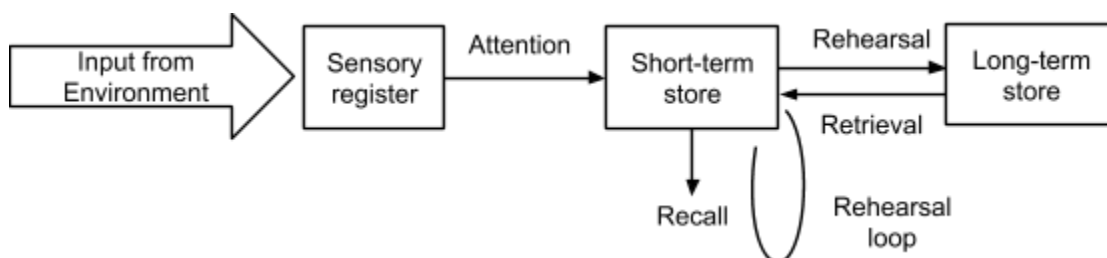 Input from
Environment
Sensory
register
Attention
Short-term
store
Rehearsal
Retrieval
Long-term
store
Recall
Rehearsal
loop